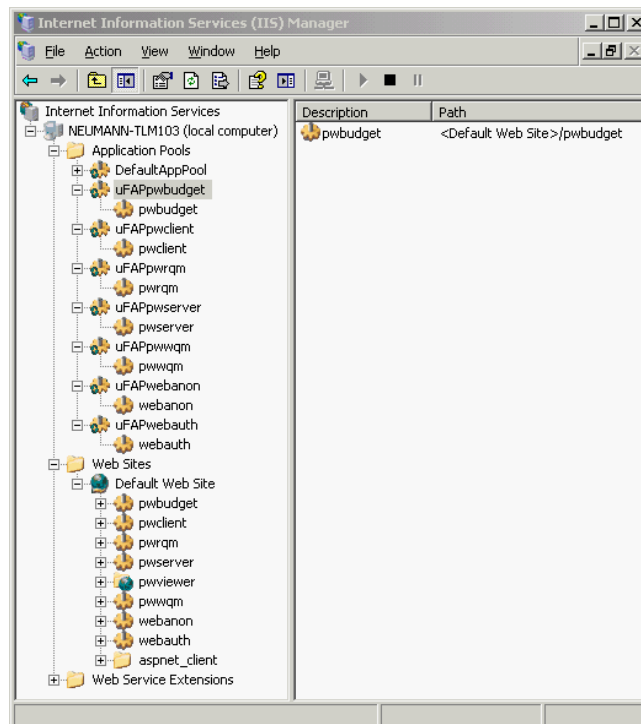 Internet Information Services (IIS) Manager
File Action View Window Help
Internet Information Services
NEUMANN-TLM103 (local computer)
Application Pools
DefaultAppPool
uFAPpwbudget
pwbudget
uFAPpwclient
pwclient
uFAPpwrqm
pwrqm
uFAPpwserver
pwserver
uFAPpwwqm
pwwqm
uFAPwebanon
webanon
uFAPwebauth
webauth
Web Sites
Default Web Site
pwbudget
pwclient
pwrqm
pwserver
pwviewer
pwwqm
webanon
webauth
aspnet_client
Web Service Extensions
Description Path
pwbudget <Default Web Site>/pwbudget